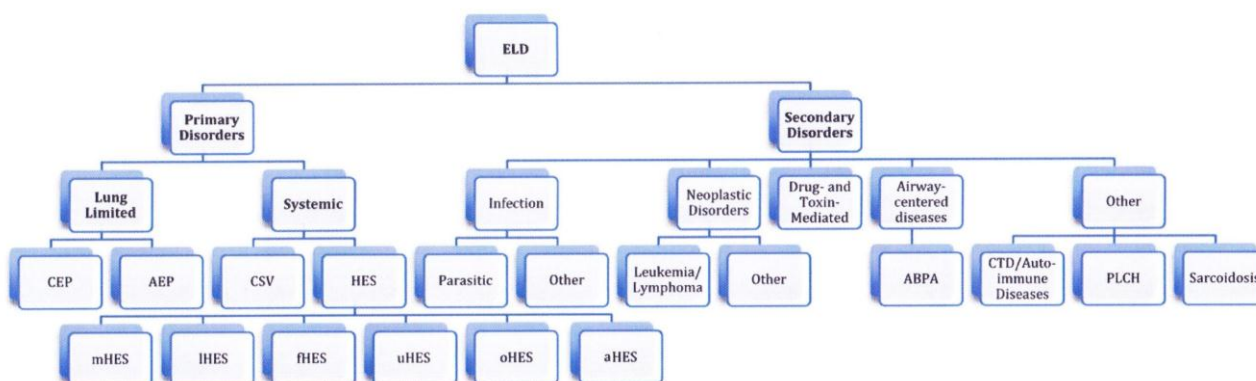 ELD
Primary
Disorders
Secondary
Disorders
Lung
Limited
Systemic
Infection
Neoplastic
Disorders
Drug- and
Toxin-
Mediated
Airway-
centered
diseases
Other
CEP
AEP
CSV
HES
Parasitic
Other
Leukemia/
Lymphoma
Other
ABPA
CTD/Auto-
immune
Diseases
PLCH
Sarcoidosis
mHES
lHES
fHES
uHES
oHES
aHES